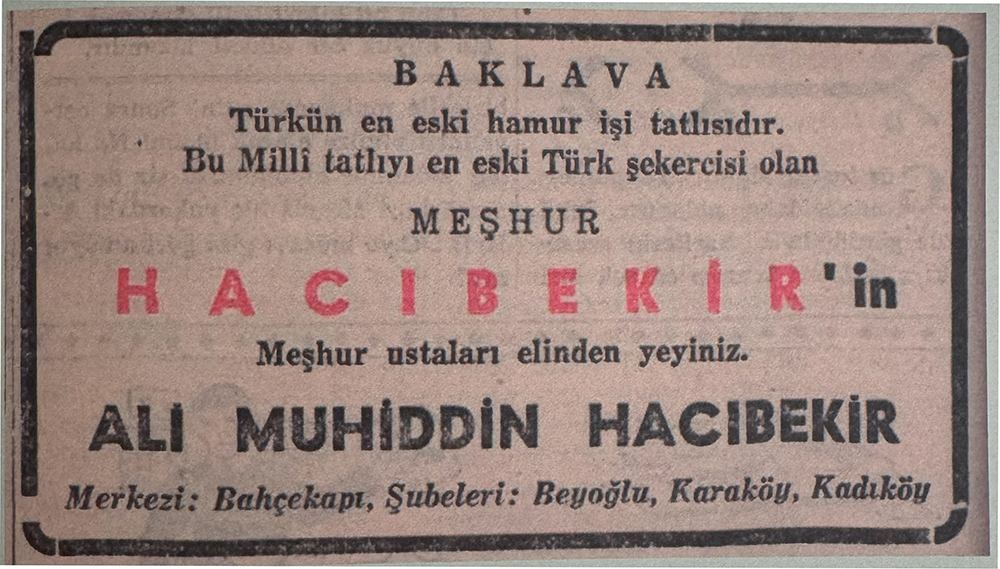 BAKLAVA
Türkün en eski hamur işi tatlısıdır.
Bu Millî tatlıyı en eski Türk şekercisi olan
MEŞHUR
HACIBEKİR'in
Meşhur ustaları elinden yeyiniz.
ALİ MUHİDDİN HACIBEKİR
Merkezi: Bahçekapı, Şubeleri: Beyoğlu, Karaköy, Kadıköy